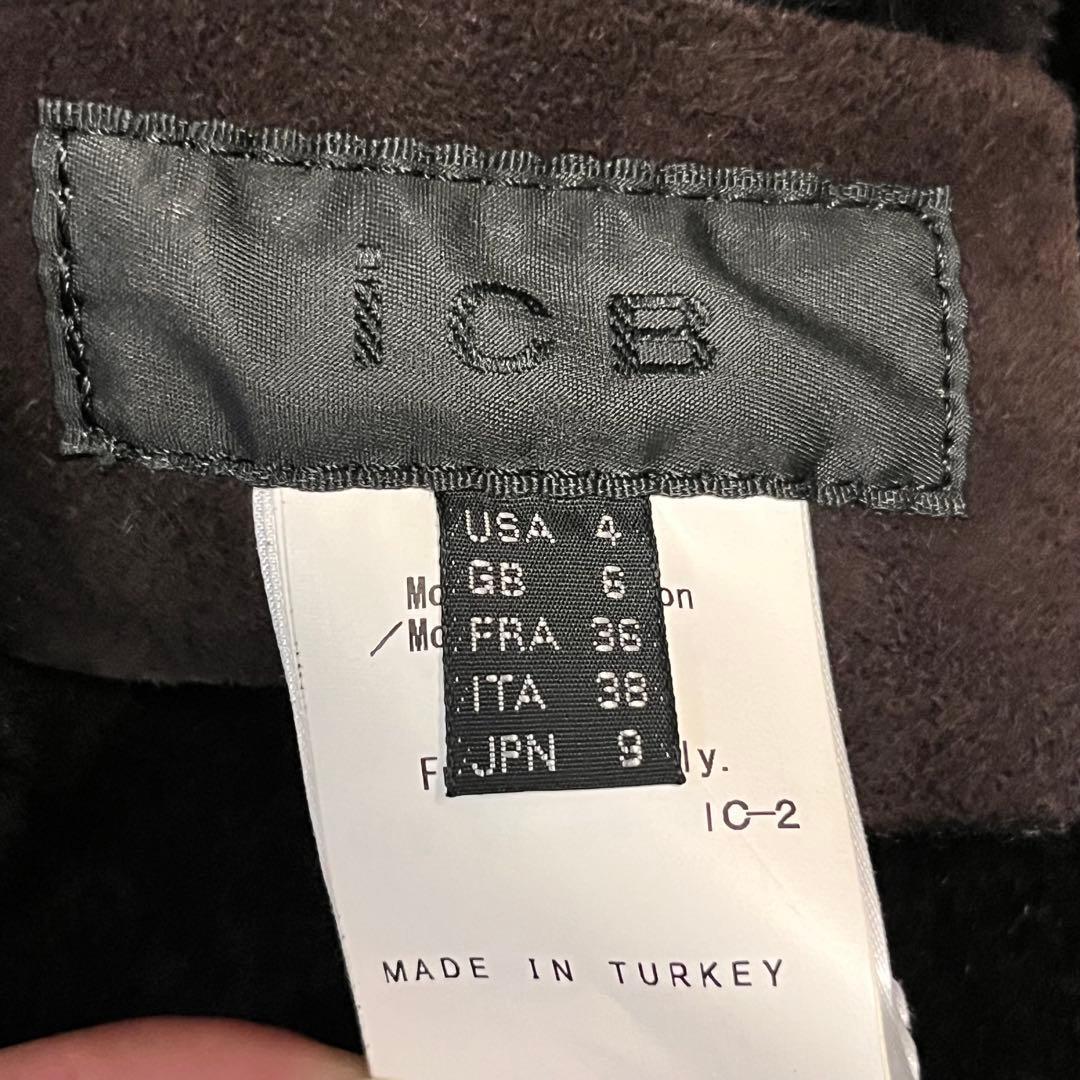 iCB
USA 4
GB 6
FRA 36
ITA 38
JPN 9
IC-2
MADE IN TURKEY